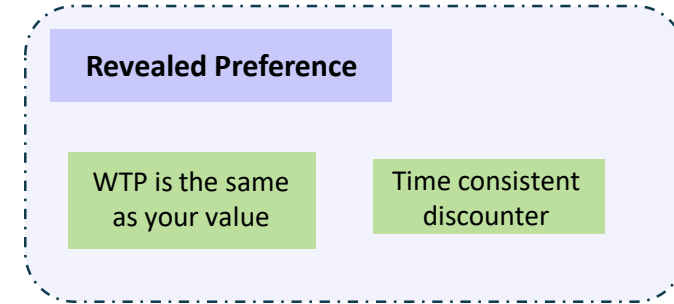 Revealed Preference
WTP is the same
as your value
Time consistent
discounter